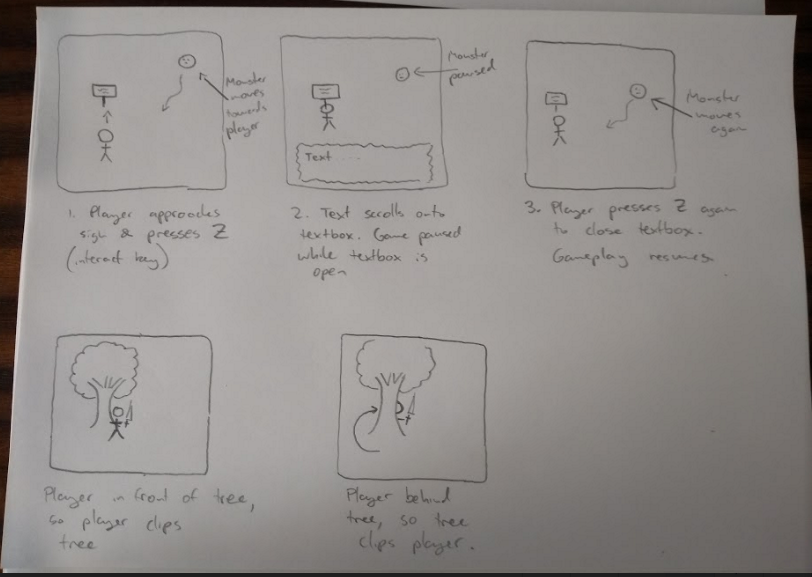 Monster
moves
towards
player
1. Player approaches
sign & presses Z
(interact key)
Monster
paused
Text....
2. Text scrolls onto
textbox. Game paused
while textbox is
open
Monster
moves
again
3. Player presses Z again
to close textbox.
Gameplay resumes
Player in front of tree,
so player clips
tree
Player behind
tree, so tree
clips player.